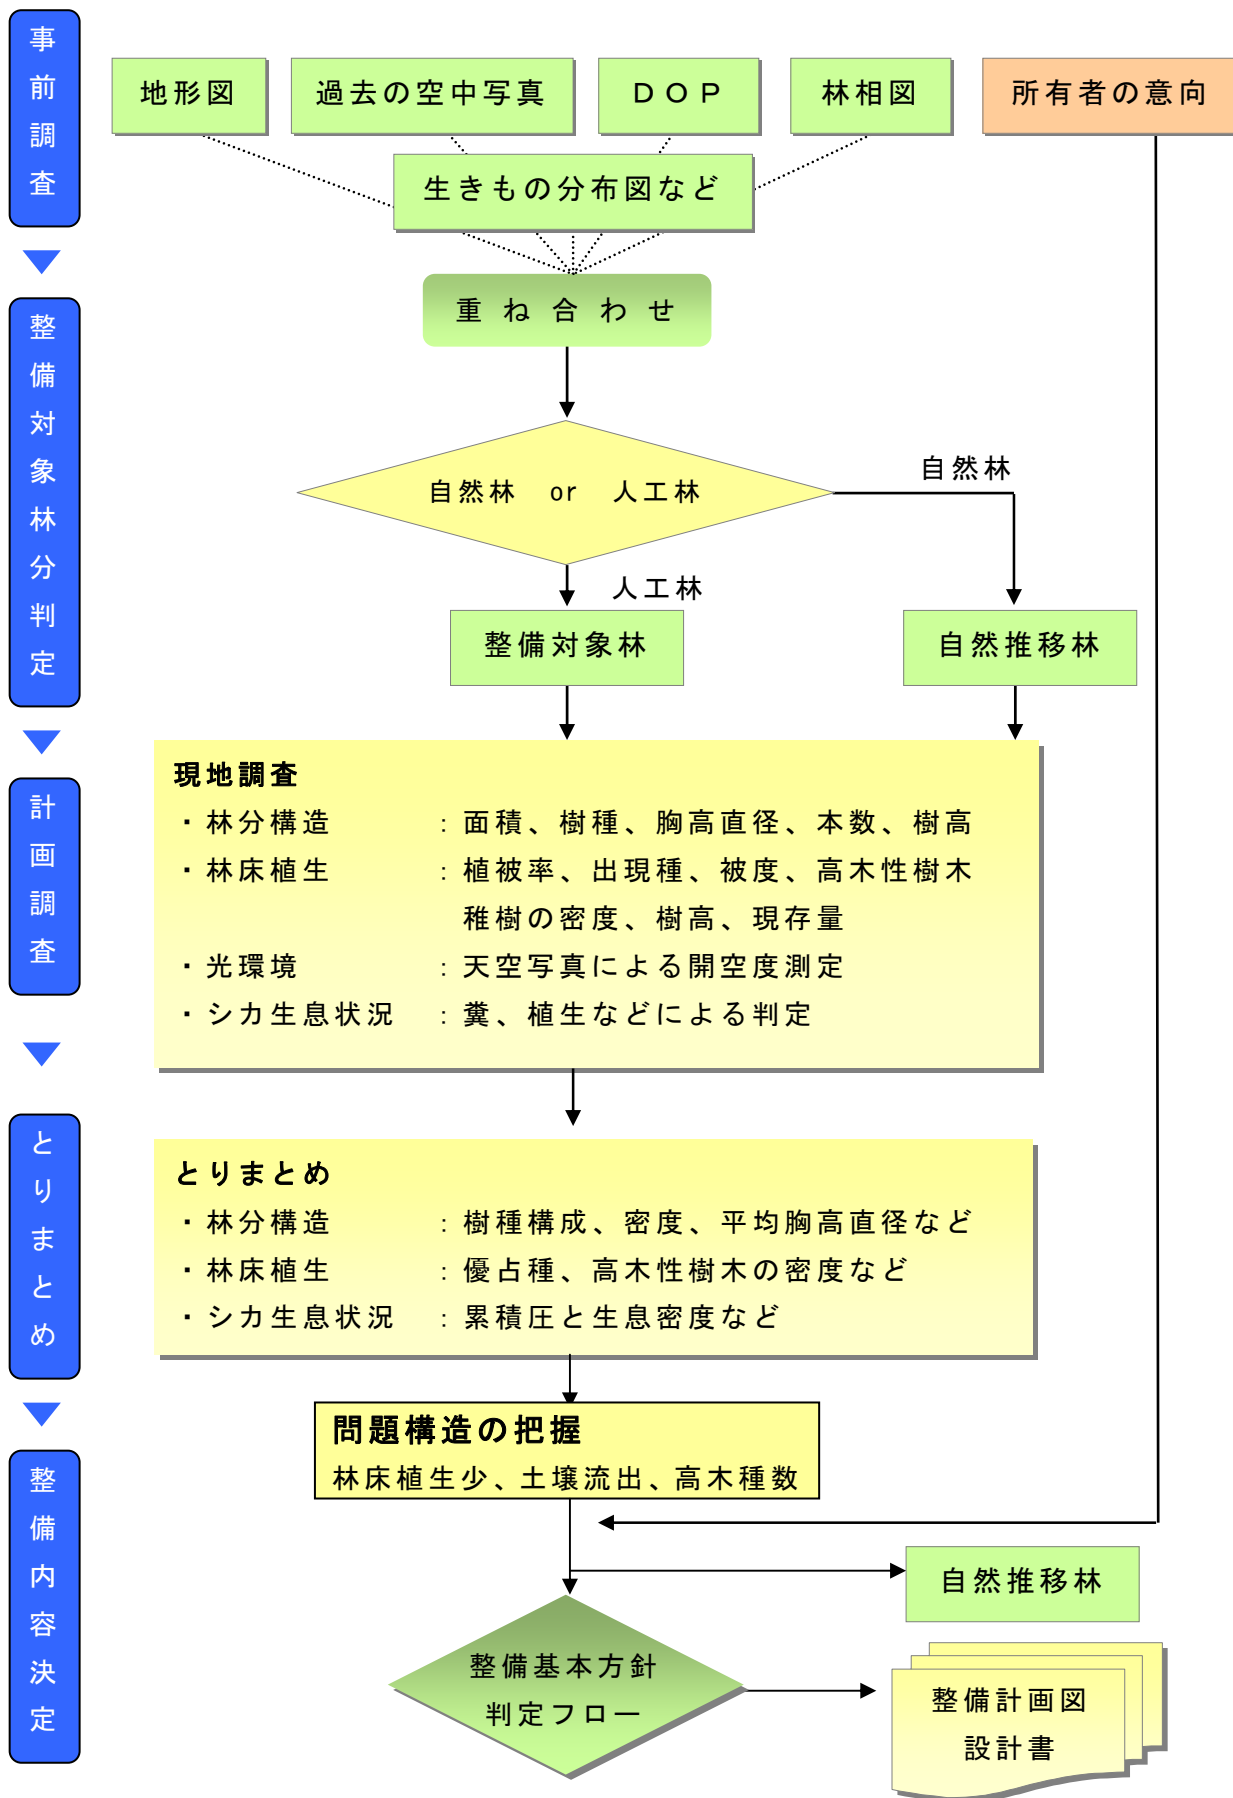 事前調査
地形図
過去の空中写真
ＤＯＰ
林相図
所有者の意向
生きもの分布図など
重ね合わせ
整備対象林分判定
自然林 or 人工林
自然林
人工林
整備対象林
自然推移林
計画調査
現地調査
・林分構造 ：面積、樹種、胸高直径、本数、樹高
・林床植生 ：植被率、出現種、被度、高木性樹木
稚樹の密度、樹高、現存量
・光環境 ：天空写真による開空度測定
・シカ生息状況 ：糞、植生などによる判定
とりまとめ
とりまとめ
・林分構造 ：樹種構成、密度、平均胸高直径など
・林床植生 ：優占種、高木性樹木の密度など
・シカ生息状況 ：累積圧と生息密度など
整備内容決定
問題構造の把握
林床植生少、土壌流出、高木種数
自然推移林
整備基本方針
判定フロー
整備計画図
設計書